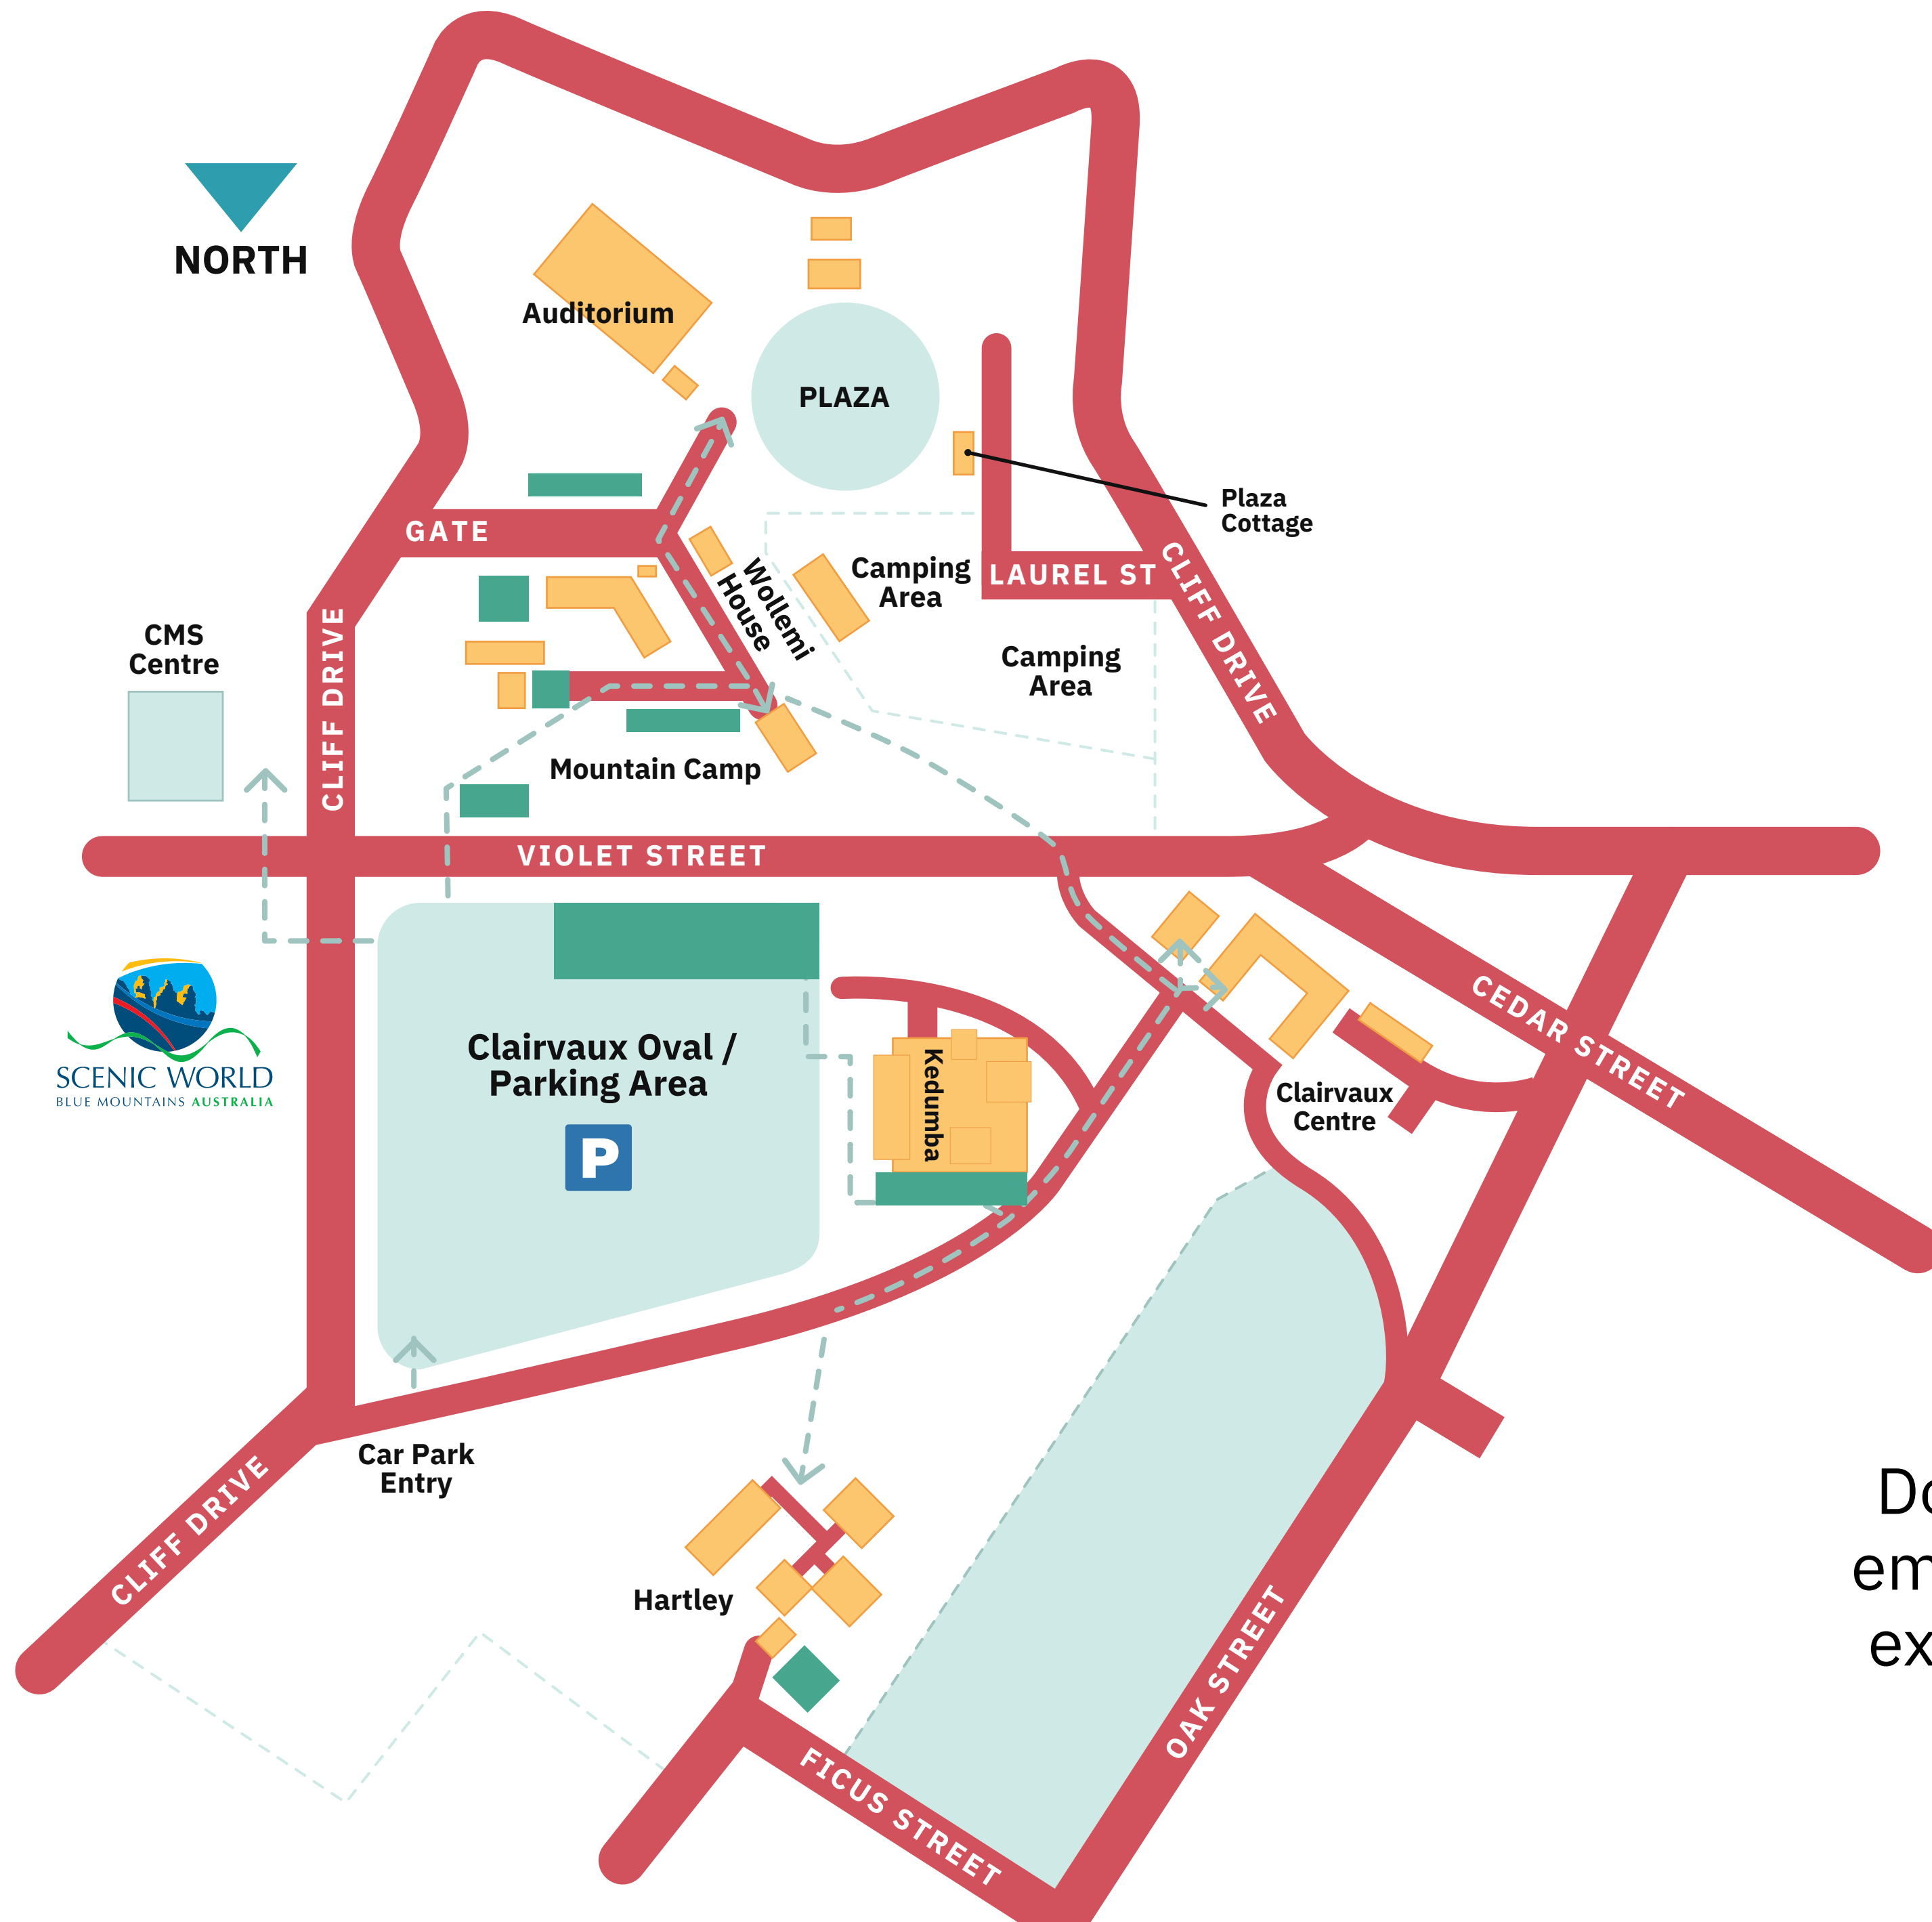 NORTH
Auditorium
PLAZA
Plaza
Cottage
GATE
Wollemi
House
Camping
Area
LAUREL ST
CLIFF DRIVE
CMS
Centre
CLIFF DRIVE
Camping
Area
Mountain Camp
VIOLET STREET
SCENIC WORLD
BLUE MOUNTAINS AUSTRALIA
Clairvaux Oval /
Parking Area
P
Kedumba
CEDAR STREET
Clairvaux
Centre
Car Park
Entry
CLIFF DRIVE
Hartley
OAK STREET
FICUS STREET
em
ex